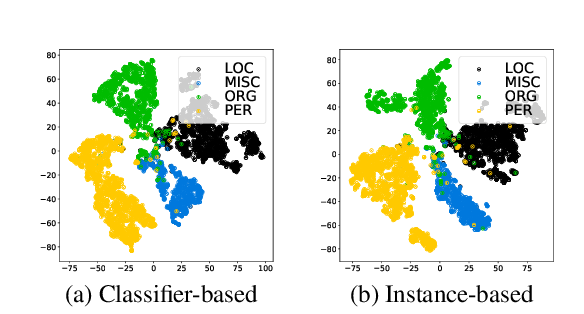 80
60
40
20
0
−20
−40
−60
−80
−75 −50 −25 0 25 50 75 100
LOC
MISC
ORG
PER
(a) Classifier-based
80
60
40
20
0
−20
−40
−60
−80
−75 −50 −25 0 25 50 75
LOC
MISC
ORG
PER
(b) Instance-based